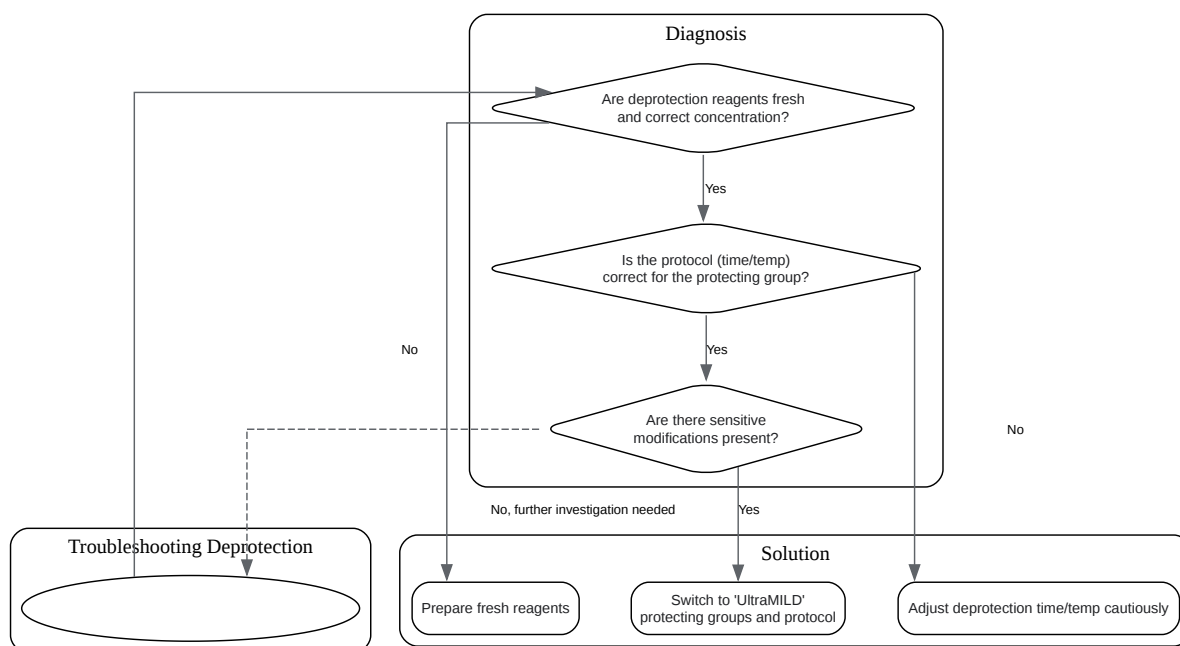 Diagnosis
Are deprotection reagents fresh
and correct concentration?
Yes
Is the protocol (time/temp)
correct for the protecting group?
No
Yes
Are there sensitive
modifications present?
No
No, further investigation needed
Yes
Troubleshooting Deprotection
Solution
Prepare fresh reagents
Switch to 'UltraMILD'
protecting groups and protocol
Adjust deprotection time/temp cautiously